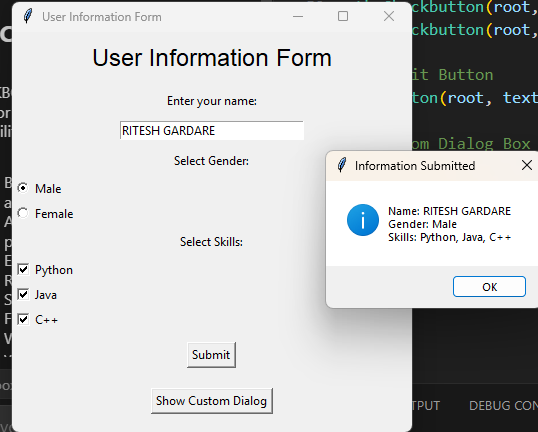 User Information Form
User Information Form
Enter your name:
RITESH GARDARE
Select Gender:
Male
Female
Select Skills:
Python
Java
C++
Submit
Show Custom Dialog
ckbutton(root,
ckbutton(root,
it Button
ton(root, text
om Dialog Box
Information Submitted
Name: RITESH GARDARE
Gender: Male
Skills: Python, Java, C++
OK
TPUT
DEBUG CON